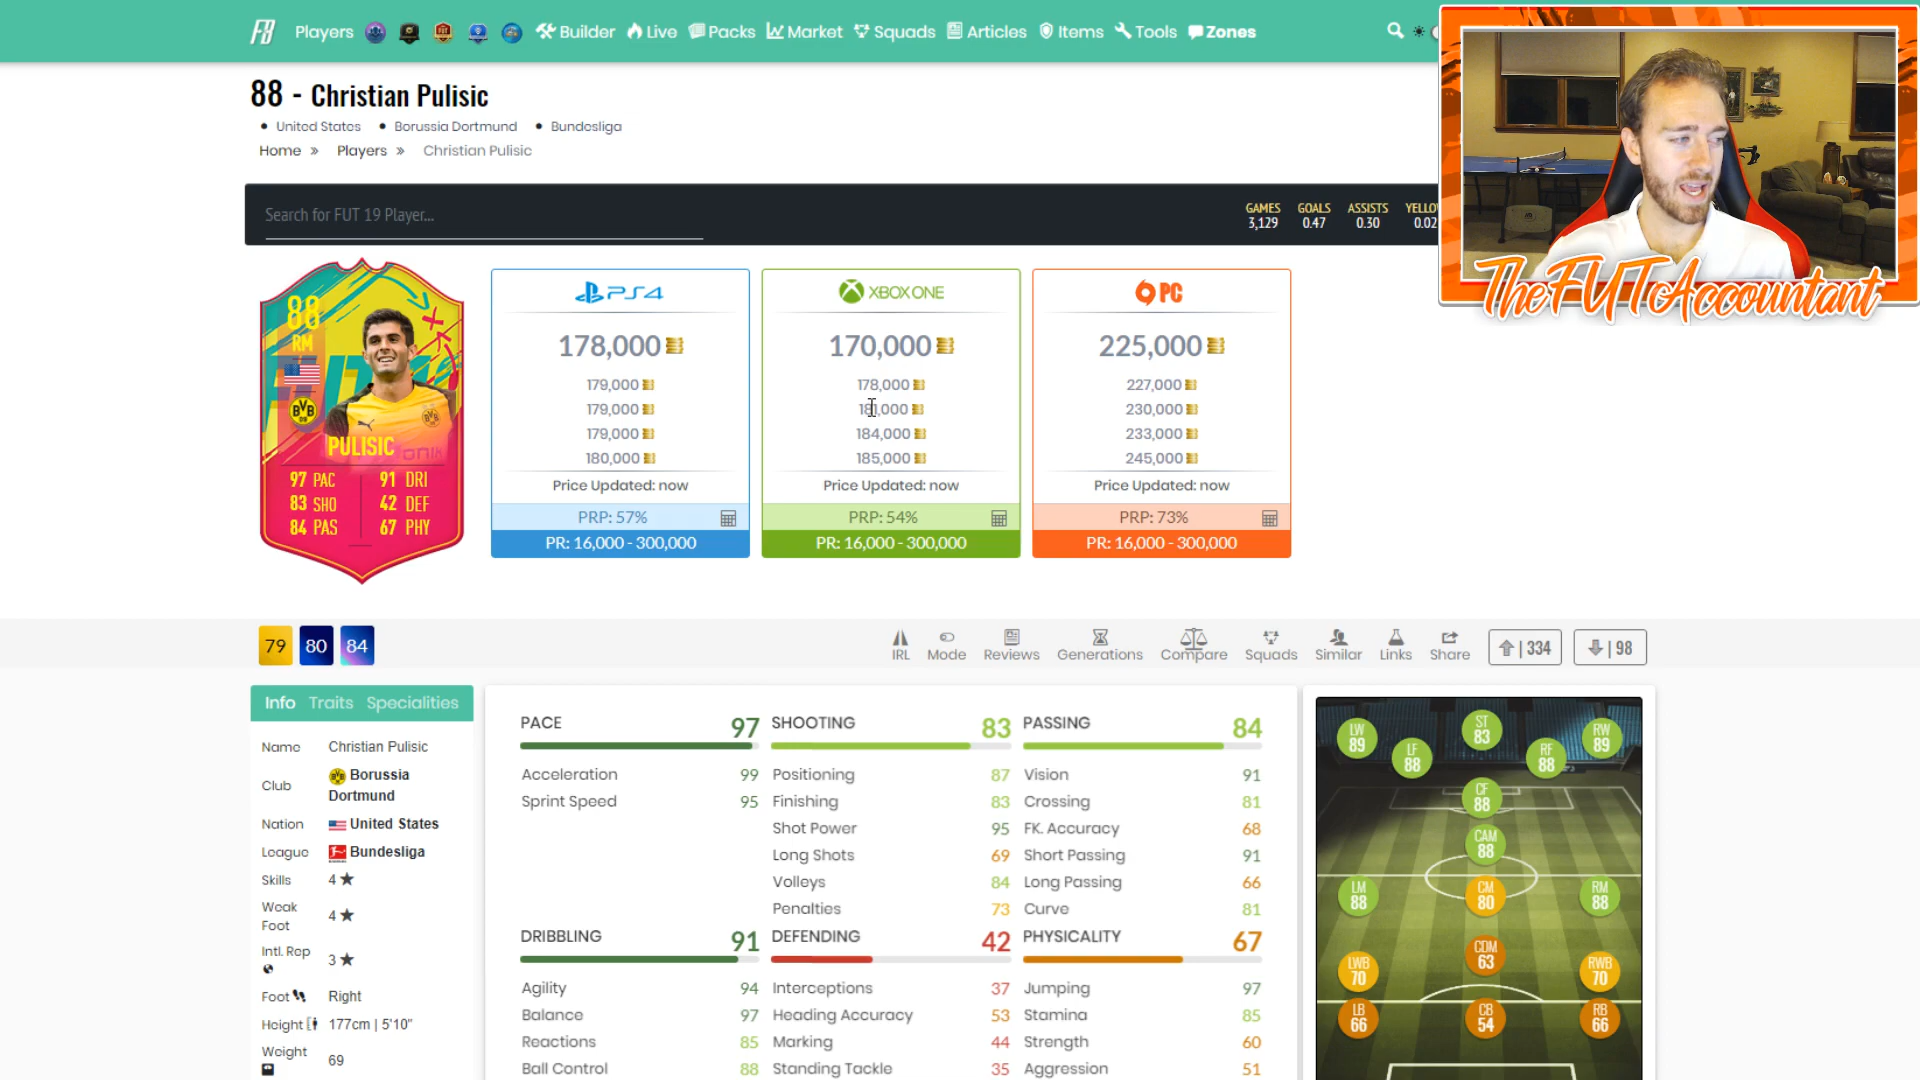 F8 Players Builder Live Packs Market Squads Articles Items Tools Zones
88 - Christian Pulisic
• United States • Borussia Dortmund • Bundesliga
Home » Players » Christian Pulisic
Search for FUT 19 Player...
GAMES GOALS ASSISTS YELLO
3,129 0.47 0.30 0.02
TheFUTAccountant
88
RM
BVB
PULISIC
97 PAC 91 DRI
83 SHO 42 DEF
84 PAS 67 PHY
PS4
178,000
179,000
179,000
179,000
180,000
Price Updated: now
PRP: 57%
PR: 16,000 - 300,000
XBOX ONE
170,000
178,000
181,000
184,000
185,000
Price Updated: now
PRP: 54%
PR: 16,000 - 300,000
PC
225,000
227,000
230,000
233,000
245,000
Price Updated: now
PRP: 73%
PR: 16,000 - 300,000
79 80 84
IRL Mode Reviews Generations Compare Squads Similar Links Share | 334 | 98
Info Traits Specialities
Name Christian Pulisic
Club Borussia Dortmund
Nation United States
League Bundesliga
Skills 4 ★
Weak Foot 4 ★
Intl. Rep 3 ★
Foot Right
Height 177cm | 5'10"
Weight 69
PACE 97
Acceleration 99
Sprint Speed 95
SHOOTING 83
Positioning 87
Finishing 83
Shot Power 95
Long Shots 69
Volleys 84
Penalties 73
PASSING 84
Vision 91
Crossing 81
FK. Accuracy 68
Short Passing 91
Long Passing 66
Curve 81
DRIBBLING 91
Agility 94
Balance 97
Reactions 85
Ball Control 88
DEFENDING 42
Interceptions 37
Heading Accuracy 53
Marking 44
Standing Tackle 35
PHYSICALITY 67
Jumping 97
Stamina 85
Strength 60
Aggression 51
LW 89
ST 83
RW 89
LF 88
RF 88
CF 88
CAM 88
LM 88
CM 80
RM 88
LWB 70
CDM 63
RWB 70
LB 66
CB 54
RB 66